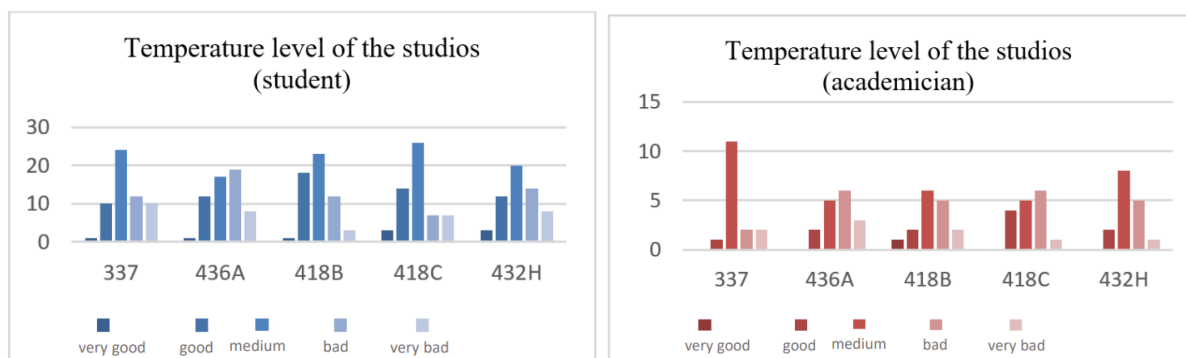 Temperature level of the studios
(student)
30
20
10
0
337 436A 418B 418C 432H
very good good medium bad very bad
Temperature level of the studios
(academician)
15
10
5
0
337 436A 418B 418C 432H
very good good medium bad very bad